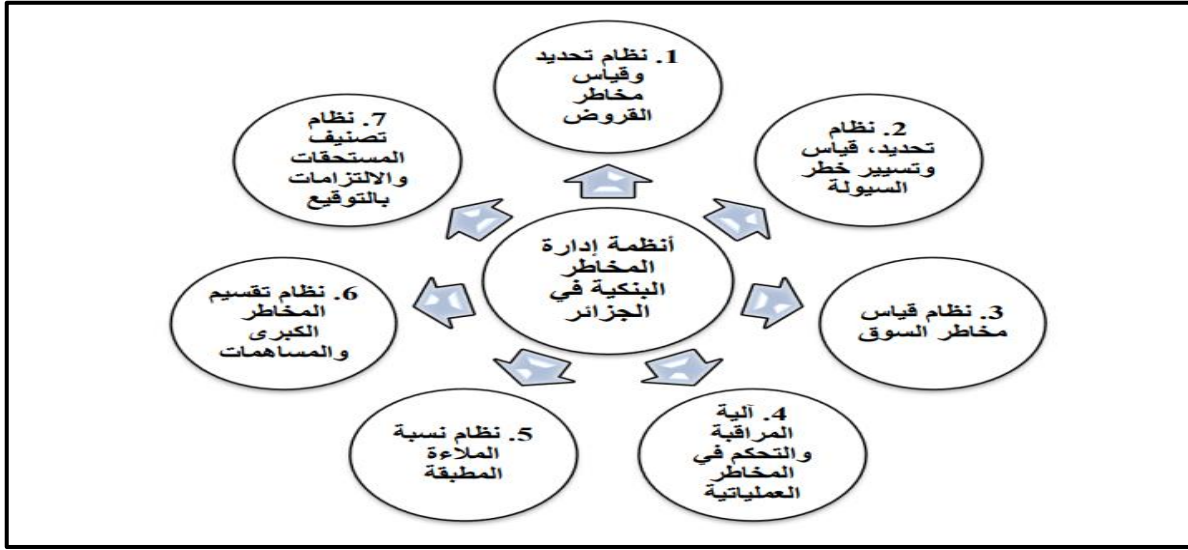 1. نظام تحديد
وقياس
مخاطر
القروض
2. نظام
تحديد، قياس
وتسيير خطر
السيولة
3. نظام قياس
مخاطر السوق
4. آلية
المراقبة
والتحكم في
المخاطر
العملياتية
5. نظام نسبة
الملاءة
المطبقة
6. نظام تقسيم
المخاطر
الكبرى
والمساهمات
7. نظام
تصنيف
المستحقات
والالتزامات
بالتوقيع
أنظمة إدارة
المخاطر
البنكية في
الجزائر